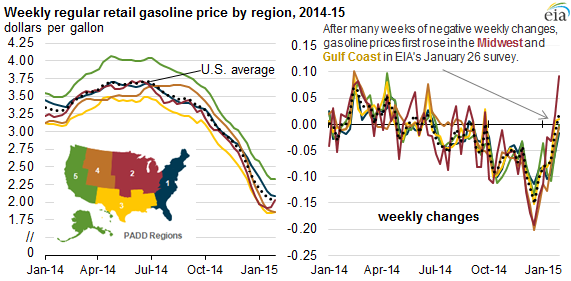 Weekly regular retail gasoline price by region, 2014-15
dollars per gallon
eia
After many weeks of negative weekly changes,
gasoline prices first rose in the Midwest and
Gulf Coast in EIA's January 26 survey.
4.25
4.00
3.75
3.50
3.25
3.00
2.75
2.50
2.25
2.00
1.75
//
0
U.S. average
5
4
2
1
3
PADD Regions
Jan-14
Apr-14
Jul-14
Oct-14
Jan-15
0.15
0.10
0.05
0.00
-0.05
-0.10
-0.15
-0.20
-0.25
weekly changes
Jan-14
Apr-14
Jul-14
Oct-14
Jan-15